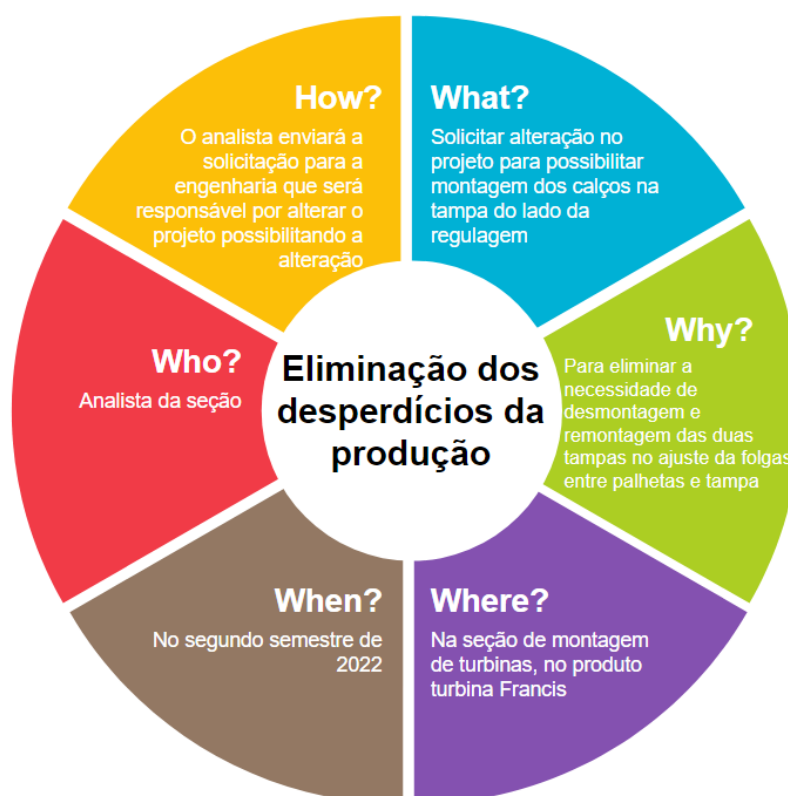 How?
O analista enviará a
solicitação para a
engenharia que será
responsável por alterar o
projeto possibilitando a
alteração
What?
Solicitar alteração no
projeto para possibilitar
montagem dos calços na
tampa do lado da
regulagem
Why?
Para eliminar a
necessidade de
desmontagem e
remontagem das duas
tampas no ajuste da folgas
entre palhetas e tampa
Who?
Analista da seção
Eliminação dos
desperdícios da
produção
When?
No segundo semestre de
2022
Where?
Na seção de montagem
de turbinas, no produto
turbina Francis